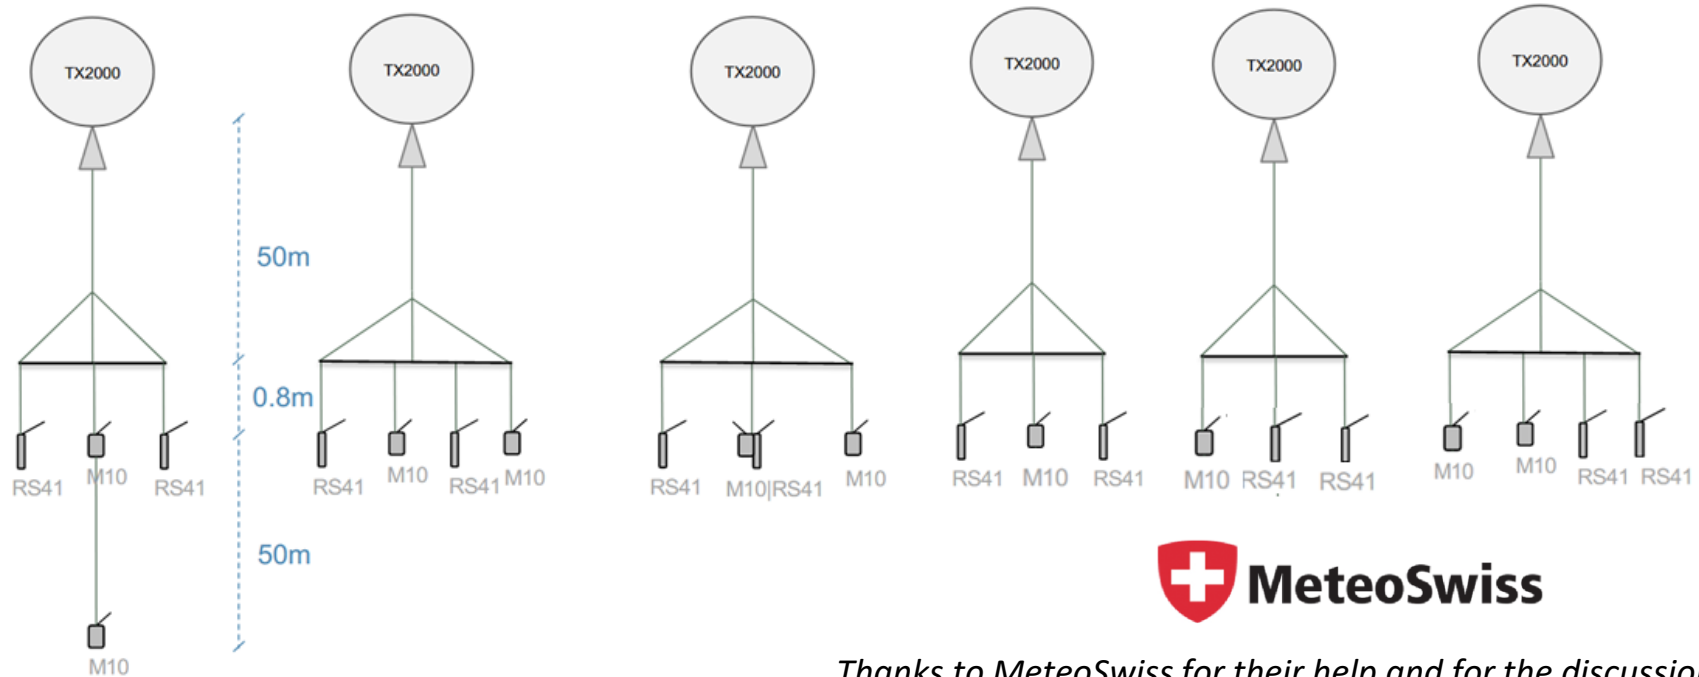 TX2000 TX2000 TX2000 TX2000 TX2000 TX2000
50m
0.8m
RS41 M10 RS41 RS41 M10 RS41 M10 RS41 M10|RS41 M10 RS41 M10 RS41 M10 RS41 RS41 M10 M10 RS41 RS41
50m
MeteoSwiss
M10
Thanks to MeteoSwiss for their help and for the discussion